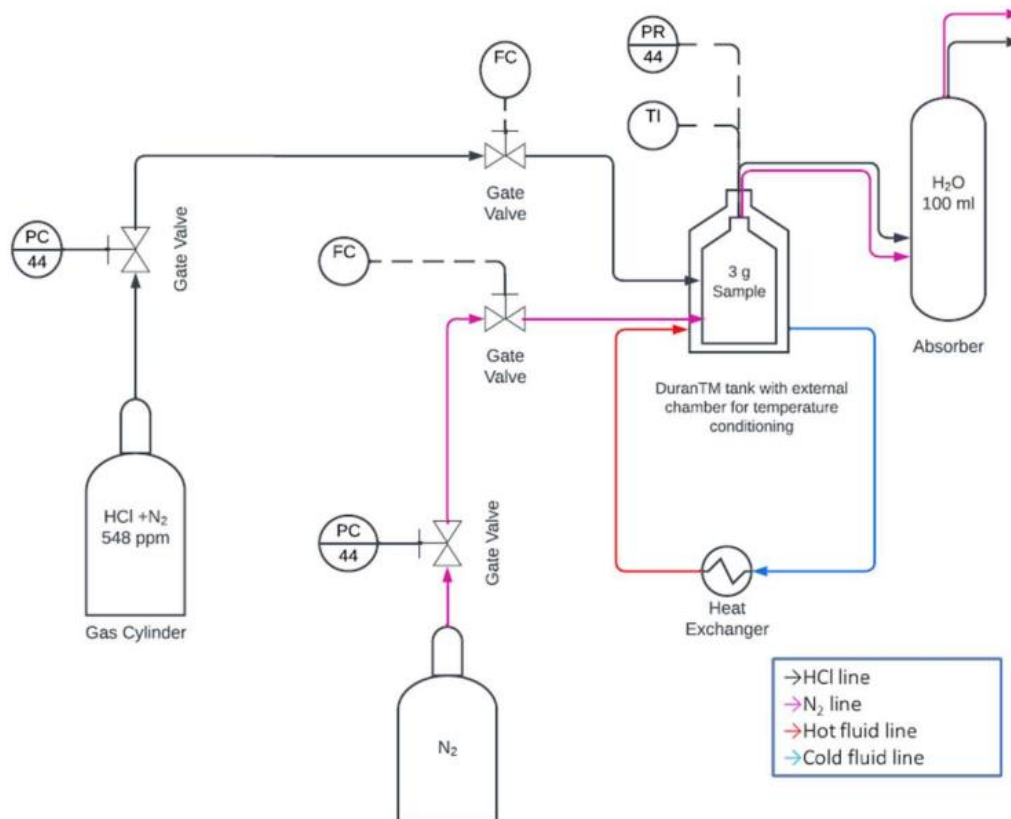 PR
44
FC
TI
H₂O
100 ml
Gate
Valve
PC
44
Gate Valve
FC
3 g
Sample
Absorber
Gate
Valve
DuranTM tank with external
chamber for temperature
conditioning
HCl +N₂
548 ppm
PC
44
Gate Valve
Gas Cylinder
Heat
Exchanger
N₂
HCl line
N₂ line
Hot fluid line
Cold fluid line